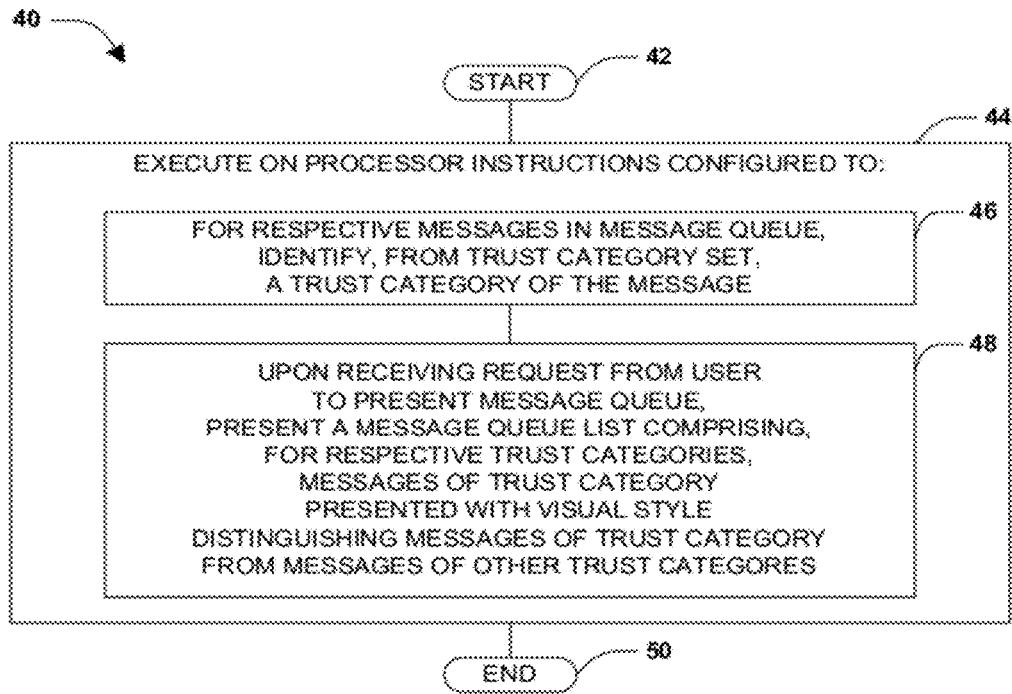 40
42
START
44
EXECUTE ON PROCESSOR INSTRUCTIONS CONFIGURED TO:
46
FOR RESPECTIVE MESSAGES IN MESSAGE QUEUE,
IDENTIFY, FROM TRUST CATEGORY SET,
A TRUST CATEGORY OF THE MESSAGE
48
UPON RECEIVING REQUEST FROM USER
TO PRESENT MESSAGE QUEUE,
PRESENT A MESSAGE QUEUE LIST COMPRISING,
FOR RESPECTIVE TRUST CATEGORIES,
MESSAGES OF TRUST CATEGORY
PRESENTED WITH VISUAL STYLE
DISTINGUISHING MESSAGES OF TRUST CATEGORY
FROM MESSAGES OF OTHER TRUST CATEGORES
50
END